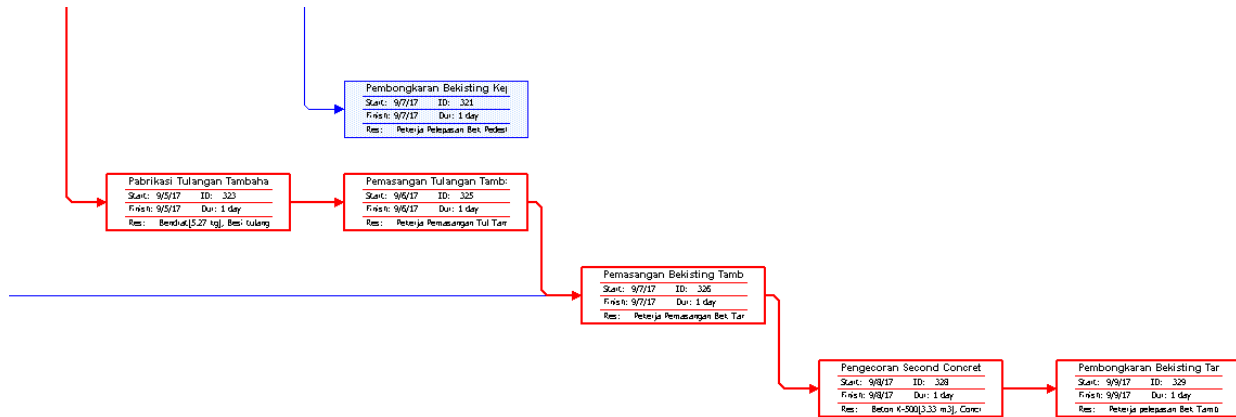 Pembongkaran Bekisting Kep
Start: 9/7/17 ID: 321
Finish: 9/7/17 Dur: 1 day
Res: Pekerja Pelepasan Bek Pedest
Pabrikasi Tulangan Tambaha
Start: 9/5/17 ID: 323
Finish: 9/5/17 Dur: 1 day
Res: Bendrat[5.27 kg], Besi tulang
Pemasangan Tulangan Tamb
Start: 9/6/17 ID: 325
Finish: 9/6/17 Dur: 1 day
Res: Pekerja Pemasangan Tul Tam
Pemasangan Bekisting Tamb
Start: 9/7/17 ID: 326
Finish: 9/7/17 Dur: 1 day
Res: Pekerja Pemasangan Bek Tar
Pengecoran Second Concret
Start: 9/8/17 ID: 328
Finish: 9/8/17 Dur: 1 day
Res: Beton K-500[3.33 m3], Conc
Pembongkaran Bekisting Tar
Start: 9/9/17 ID: 329
Finish: 9/9/17 Dur: 1 day
Res: Pekerja pelepasan Bek Tamb